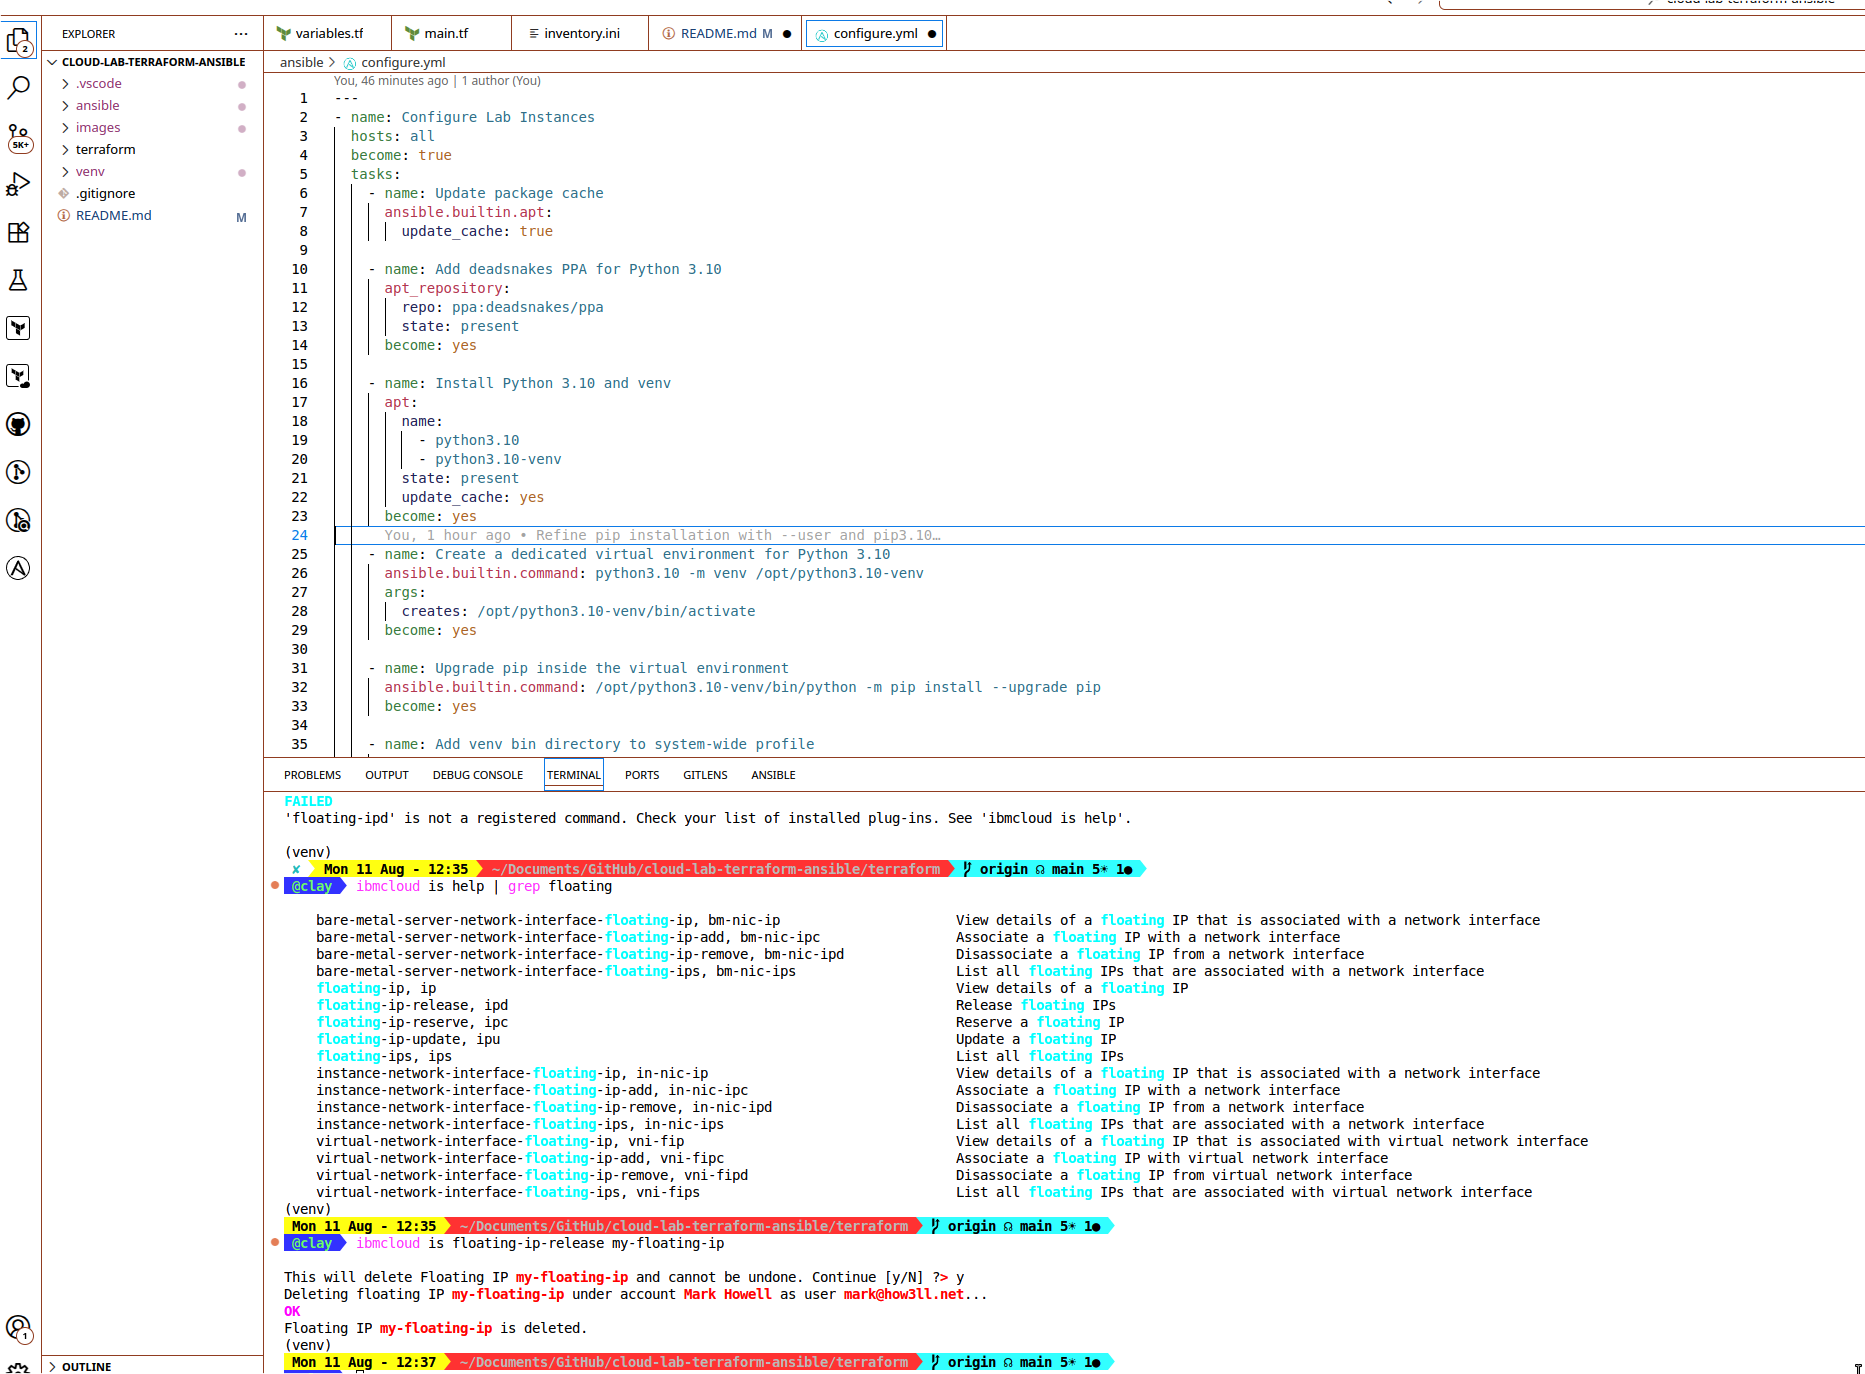 cloud-lab-terraform-ansible
EXPLORER
variables.tf
main.tf
inventory.ini
README.md M
configure.yml
2
CLOUD-LAB-TERRAFORM-ANSIBLE
.vscode
ansible
images
terraform
venv
.gitignore
README.md M
5K+
ansible > configure.yml
You, 46 minutes ago | 1 author (You)
1 ---
2 - name: Configure Lab Instances
3 hosts: all
4 become: true
5 tasks:
6 - name: Update package cache
7 ansible.builtin.apt:
8 update_cache: true
9
10 - name: Add deadsnakes PPA for Python 3.10
11 apt_repository:
12 repo: ppa:deadsnakes/ppa
13 state: present
14 become: yes
15
16 - name: Install Python 3.10 and venv
17 apt:
18 name:
19 - python3.10
20 - python3.10-venv
21 state: present
22 update_cache: yes
23 become: yes
24 You, 1 hour ago • Refine pip installation with --user and pip3.10…
25 - name: Create a dedicated virtual environment for Python 3.10
26 ansible.builtin.command: python3.10 -m venv /opt/python3.10-venv
27 args:
28 creates: /opt/python3.10-venv/bin/activate
29 become: yes
30
31 - name: Upgrade pip inside the virtual environment
32 ansible.builtin.command: /opt/python3.10-venv/bin/python -m pip install --upgrade pip
33 become: yes
34
35 - name: Add venv bin directory to system-wide profile
PROBLEMS OUTPUT DEBUG CONSOLE TERMINAL PORTS GITLENS ANSIBLE
FAILED
'floating-ipd' is not a registered command. Check your list of installed plug-ins. See 'ibmcloud is help'.
(venv)
✘ Mon 11 Aug - 12:35 ~/Documents/GitHub/cloud-lab-terraform-ansible/terraform origin ☊ main 5☀ 1●
@clay ibmcloud is help | grep floating
bare-metal-server-network-interface-floating-ip, bm-nic-ip View details of a floating IP that is associated with a network interface
bare-metal-server-network-interface-floating-ip-add, bm-nic-ipc Associate a floating IP with a network interface
bare-metal-server-network-interface-floating-ip-remove, bm-nic-ipd Disassociate a floating IP from a network interface
bare-metal-server-network-interface-floating-ips, bm-nic-ips List all floating IPs that are associated with a network interface
floating-ip, ip View details of a floating IP
floating-ip-release, ipd Release floating IPs
floating-ip-reserve, ipc Reserve a floating IP
floating-ip-update, ipu Update a floating IP
floating-ips, ips List all floating IPs
instance-network-interface-floating-ip, in-nic-ip View details of a floating IP that is associated with a network interface
instance-network-interface-floating-ip-add, in-nic-ipc Associate a floating IP with a network interface
instance-network-interface-floating-ip-remove, in-nic-ipd Disassociate a floating IP from a network interface
instance-network-interface-floating-ips, in-nic-ips List all floating IPs that are associated with a network interface
virtual-network-interface-floating-ip, vni-fip View details of a floating IP that is associated with virtual network interface
virtual-network-interface-floating-ip-add, vni-fipc Associate a floating IP with virtual network interface
virtual-network-interface-floating-ip-remove, vni-fipd Disassociate a floating IP from virtual network interface
virtual-network-interface-floating-ips, vni-fips List all floating IPs that are associated with virtual network interface
(venv)
Mon 11 Aug - 12:35 ~/Documents/GitHub/cloud-lab-terraform-ansible/terraform origin ☊ main 5☀ 1●
@clay ibmcloud is floating-ip-release my-floating-ip
This will delete Floating IP my-floating-ip and cannot be undone. Continue [y/N] ?> y
Deleting floating IP my-floating-ip under account Mark Howell as user mark@how3ll.net...
OK
Floating IP my-floating-ip is deleted.
(venv)
Mon 11 Aug - 12:37 ~/Documents/GitHub/cloud-lab-terraform-ansible/terraform origin ☊ main 5☀ 1●
1
OUTLINE